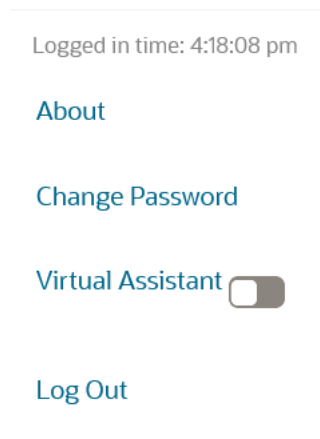 Logged in time: 4:18:08 pm
About
Change Password
Virtual Assistant
Log Out